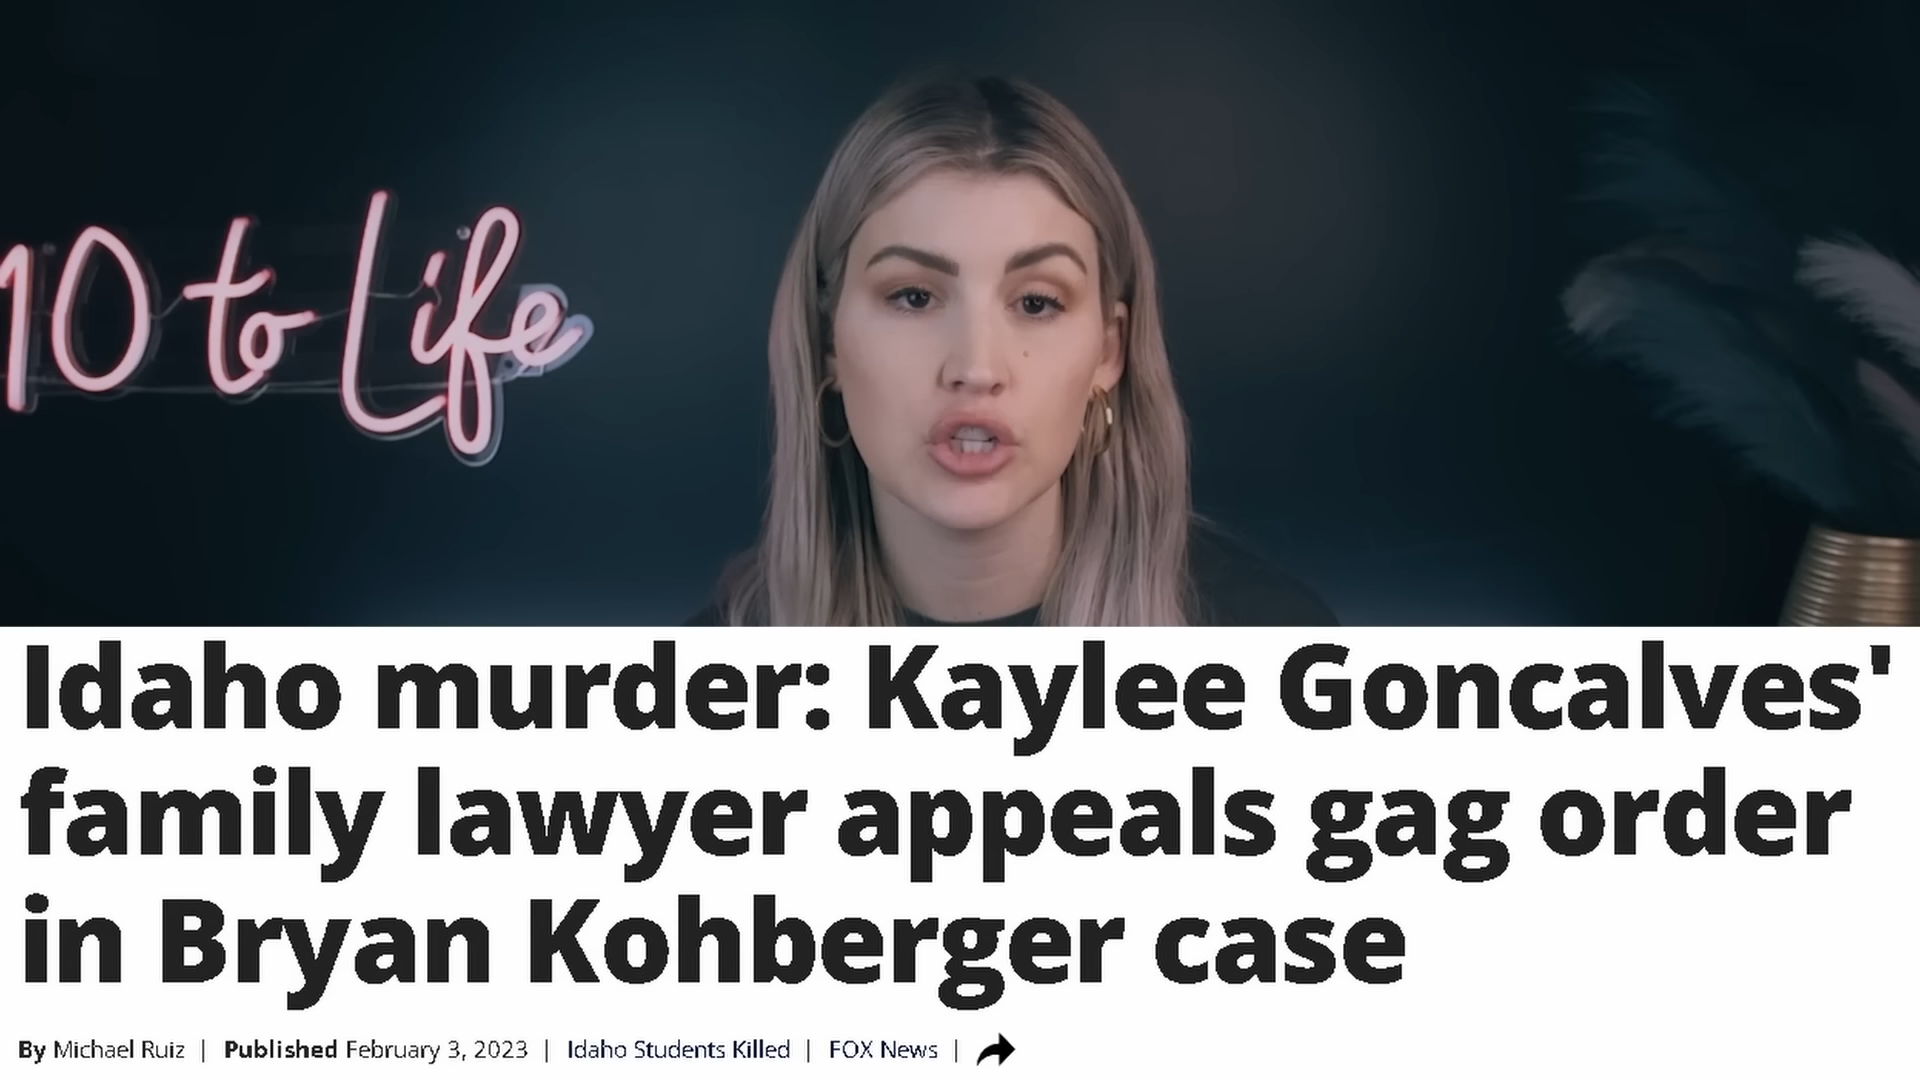 10 to Life
Idaho murder: Kaylee Goncalves'
family lawyer appeals gag order
in Bryan Kohberger case
By Michael Ruiz | Published February 3, 2023 | Idaho Students Killed | FOX News |